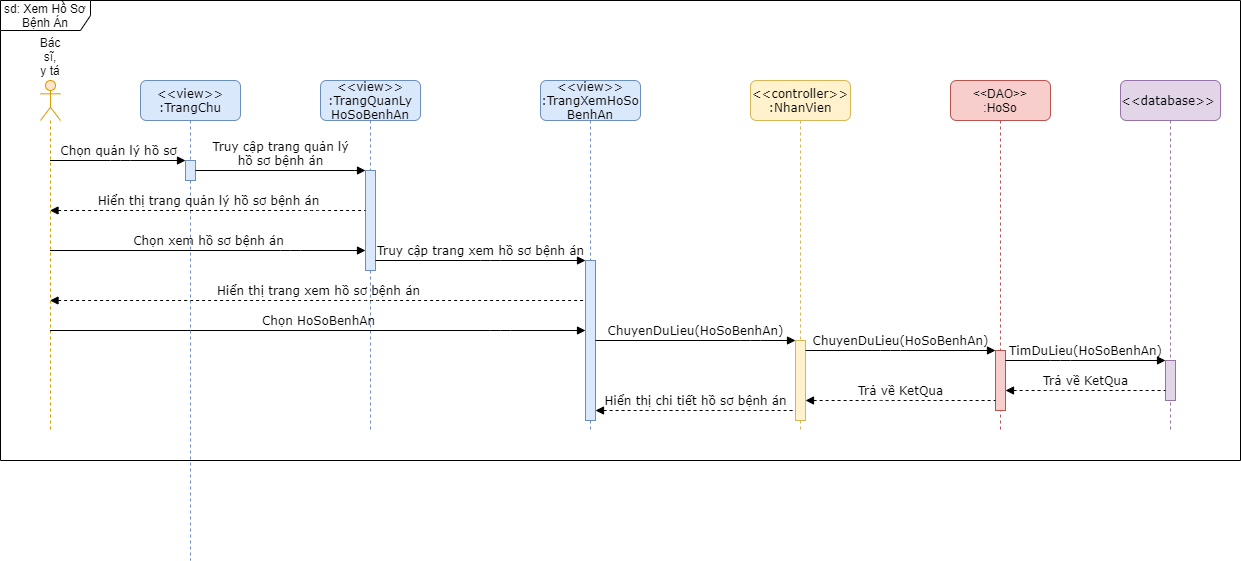 sd: Xem Hồ Sơ
Bệnh Án
Bác
sĩ,
y tá
<<view>>
:TrangChu
<<view>>
:TrangQuanLy
HoSoBenhAn
<<view>>
:TrangXemHoSo
BenhAn
<<controller>>
:NhanVien
<<DAO>>
:HoSo
<<database>>
Chọn quản lý hồ sơ
Truy cập trang quản lý
hồ sơ bệnh án
Hiển thị trang quản lý hồ sơ bệnh án
Chọn xem hồ sơ bệnh án
Truy cập trang xem hồ sơ bệnh án
Hiển thị trang xem hồ sơ bệnh án
Chọn HoSoBenhAn
ChuyenDuLieu(HoSoBenhAn)
ChuyenDuLieu(HoSoBenhAn)
TimDuLieu(HoSoBenhAn)
Trả về KetQua
Trả về KetQua
Hiển thị chi tiết hồ sơ bệnh án